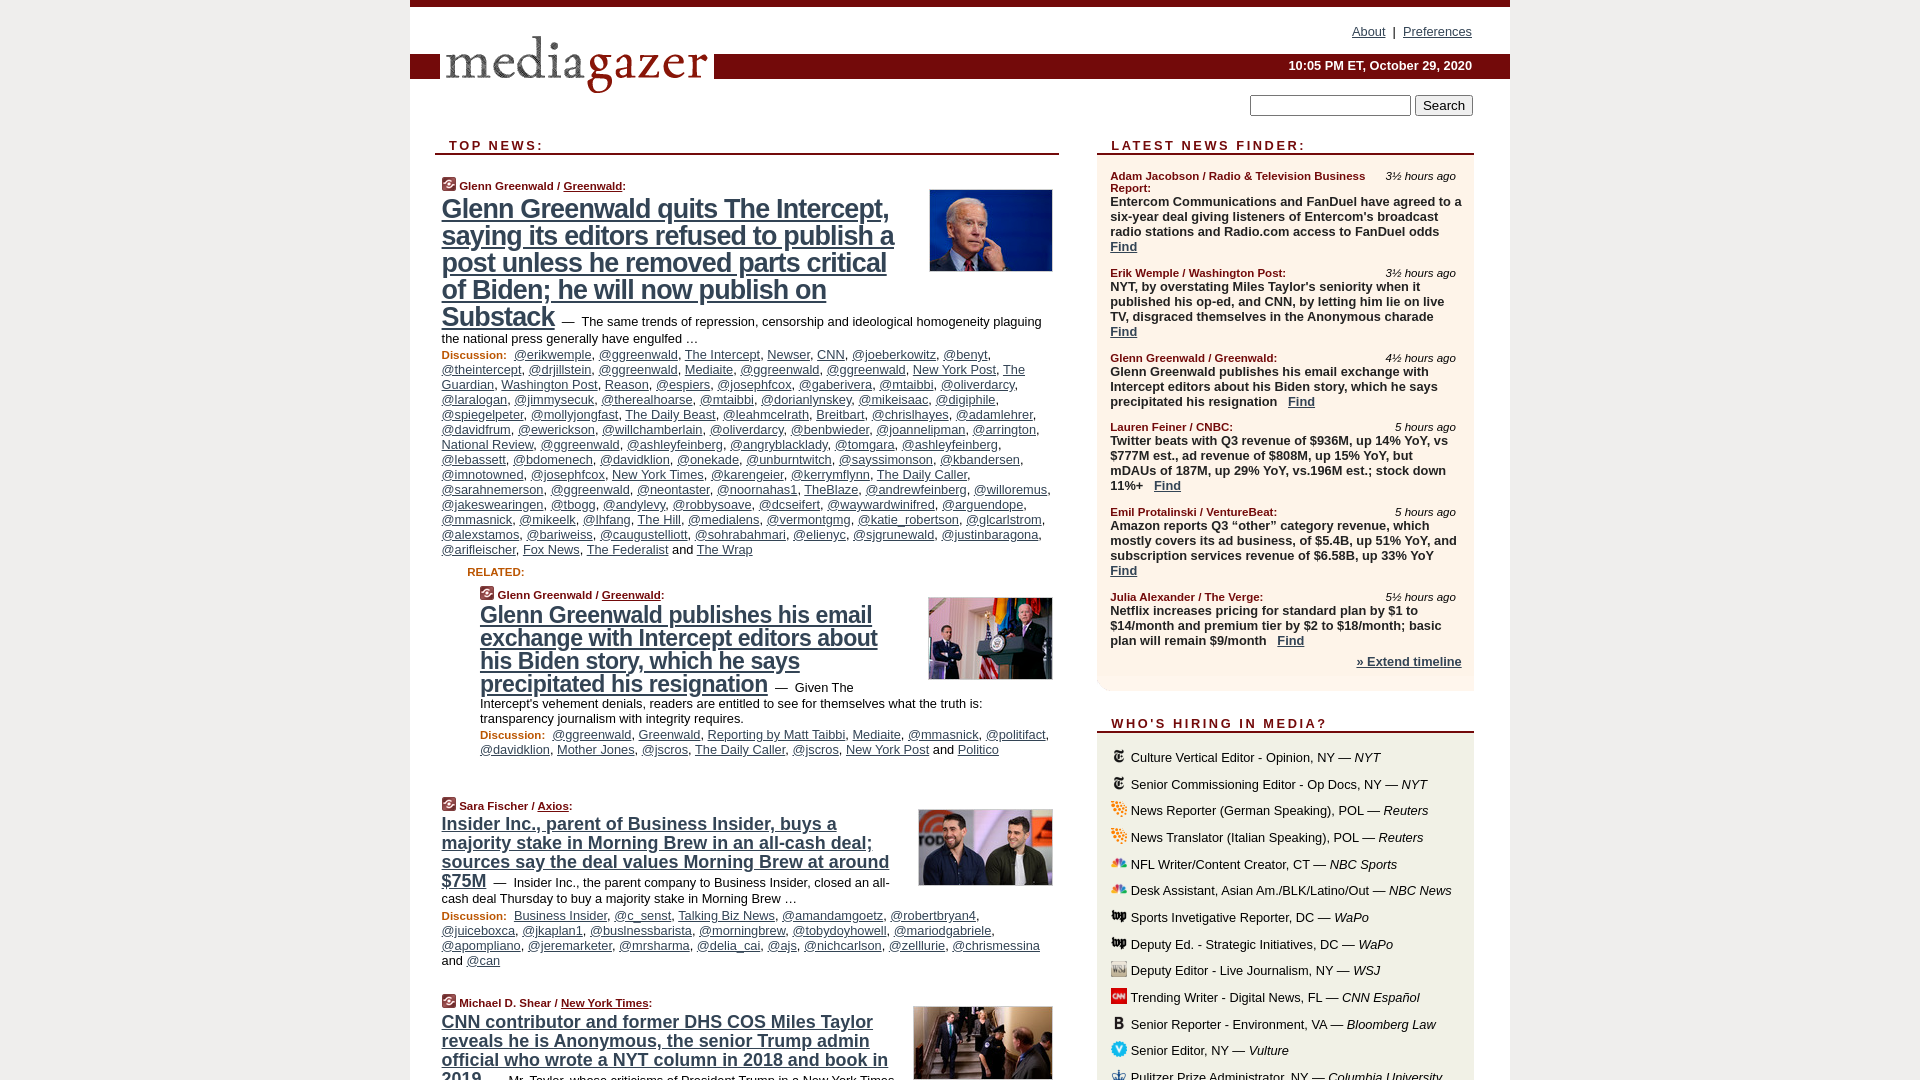 About | Preferences
mediagazer
10:05 PM ET, October 29, 2020
Search
TOP NEWS:
Glenn Greenwald / Greenwald:
Glenn Greenwald quits The Intercept,
saying its editors refused to publish a
post unless he removed parts critical
of Biden; he will now publish on
Substack — The same trends of repression, censorship and ideological homogeneity plaguing
the national press generally have engulfed …
Discussion: @erikwemple, @ggreenwald, The Intercept, Newser, CNN, @joeberkowitz, @benyt,
@theintercept, @drjillstein, @ggreenwald, Mediaite, @ggreenwald, @ggreenwald, New York Post, The
Guardian, Washington Post, Reason, @espiers, @josephfcox, @gaberivera, @mtaibbi, @oliverdarcy,
@laralogan, @jimmysecuk, @therealhoarse, @mtaibbi, @dorianlynskey, @mikeisaac, @digiphile,
@spiegelpeter, @mollyjongfast, The Daily Beast, @leahmcelrath, Breitbart, @chrislhayes, @adamlehrer,
@davidfrum, @ewerickson, @willchamberlain, @oliverdarcy, @benbwieder, @joannelipman, @arrington,
National Review, @ggreenwald, @ashleyfeinberg, @angryblacklady, @tomgara, @ashleyfeinberg,
@lebassett, @bdomenech, @davidklion, @onekade, @unburntwitch, @sayssimonson, @kbandersen,
@imnotowned, @josephfcox, New York Times, @karengeier, @kerrymflynn, The Daily Caller,
@sarahnemerson, @ggreenwald, @neontaster, @noornahas1, TheBlaze, @andrewfeinberg, @willoremus,
@jakeswearingen, @tbogg, @andylevy, @robbysoave, @dcseifert, @waywardwinifred, @arguendope,
@mmasnick, @mikeelk, @lhfang, The Hill, @medialens, @vermontgmg, @katie_robertson, @glcarlstrom,
@alexstamos, @bariweiss, @caugustelliott, @sohrabahmari, @elienyc, @sjgrunewald, @justinbaragona,
@arifleischer, Fox News, The Federalist and The Wrap
RELATED:
Glenn Greenwald / Greenwald:
Glenn Greenwald publishes his email
exchange with Intercept editors about
his Biden story, which he says
precipitated his resignation — Given The
Intercept's vehement denials, readers are entitled to see for themselves what the truth is:
transparency journalism with integrity requires.
Discussion: @ggreenwald, Greenwald, Reporting by Matt Taibbi, Mediaite, @mmasnick, @politifact,
@davidklion, Mother Jones, @jscros, The Daily Caller, @jscros, New York Post and Politico
Sara Fischer / Axios:
Insider Inc., parent of Business Insider, buys a
majority stake in Morning Brew in an all-cash deal;
sources say the deal values Morning Brew at around
$75M — Insider Inc., the parent company to Business Insider, closed an all-
cash deal Thursday to buy a majority stake in Morning Brew …
Discussion: Business Insider, @c_senst, Talking Biz News, @amandamgoetz, @robertbryan4,
@juiceboxca, @jkaplan1, @buslnessbarista, @morningbrew, @tobydoyhowell, @mariodgabriele,
@apompliano, @jeremarketer, @mrsharma, @delia_cai, @ajs, @nichcarlson, @zelllurie, @chrismessina
and @can
Michael D. Shear / New York Times:
CNN contributor and former DHS COS Miles Taylor
reveals he is Anonymous, the senior Trump admin
official who wrote a NYT column in 2018 and book in
2019 — Mr. Taylor, whose criticisms of President Trump in a New York Times
LATEST NEWS FINDER:
Adam Jacobson / Radio & Television Business 3½ hours ago
Report:
Entercom Communications and FanDuel have agreed to a
six-year deal giving listeners of Entercom's broadcast
radio stations and Radio.com access to FanDuel odds
Find
Erik Wemple / Washington Post: 3½ hours ago
NYT, by overstating Miles Taylor's seniority when it
published his op-ed, and CNN, by letting him lie on live
TV, disgraced themselves in the Anonymous charade
Find
Glenn Greenwald / Greenwald: 4½ hours ago
Glenn Greenwald publishes his email exchange with
Intercept editors about his Biden story, which he says
precipitated his resignation Find
Lauren Feiner / CNBC: 5 hours ago
Twitter beats with Q3 revenue of $936M, up 14% YoY, vs
$777M est., ad revenue of $808M, up 15% YoY, but
mDAUs of 187M, up 29% YoY, vs.196M est.; stock down
11%+ Find
Emil Protalinski / VentureBeat: 5 hours ago
Amazon reports Q3 “other” category revenue, which
mostly covers its ad business, of $5.4B, up 51% YoY, and
subscription services revenue of $6.58B, up 33% YoY
Find
Julia Alexander / The Verge: 5½ hours ago
Netflix increases pricing for standard plan by $1 to
$14/month and premium tier by $2 to $18/month; basic
plan will remain $9/month Find
» Extend timeline
WHO'S HIRING IN MEDIA?
Culture Vertical Editor - Opinion, NY — NYT
Senior Commissioning Editor - Op Docs, NY — NYT
News Reporter (German Speaking), POL — Reuters
News Translator (Italian Speaking), POL — Reuters
NFL Writer/Content Creator, CT — NBC Sports
Desk Assistant, Asian Am./BLK/Latino/Out — NBC News
Sports Invetigative Reporter, DC — WaPo
Deputy Ed. - Strategic Initiatives, DC — WaPo
Deputy Editor - Live Journalism, NY — WSJ
Trending Writer - Digital News, FL — CNN Español
Senior Reporter - Environment, VA — Bloomberg Law
Senior Editor, NY — Vulture
Pulitzer Prize Administrator, NY — Columbia University